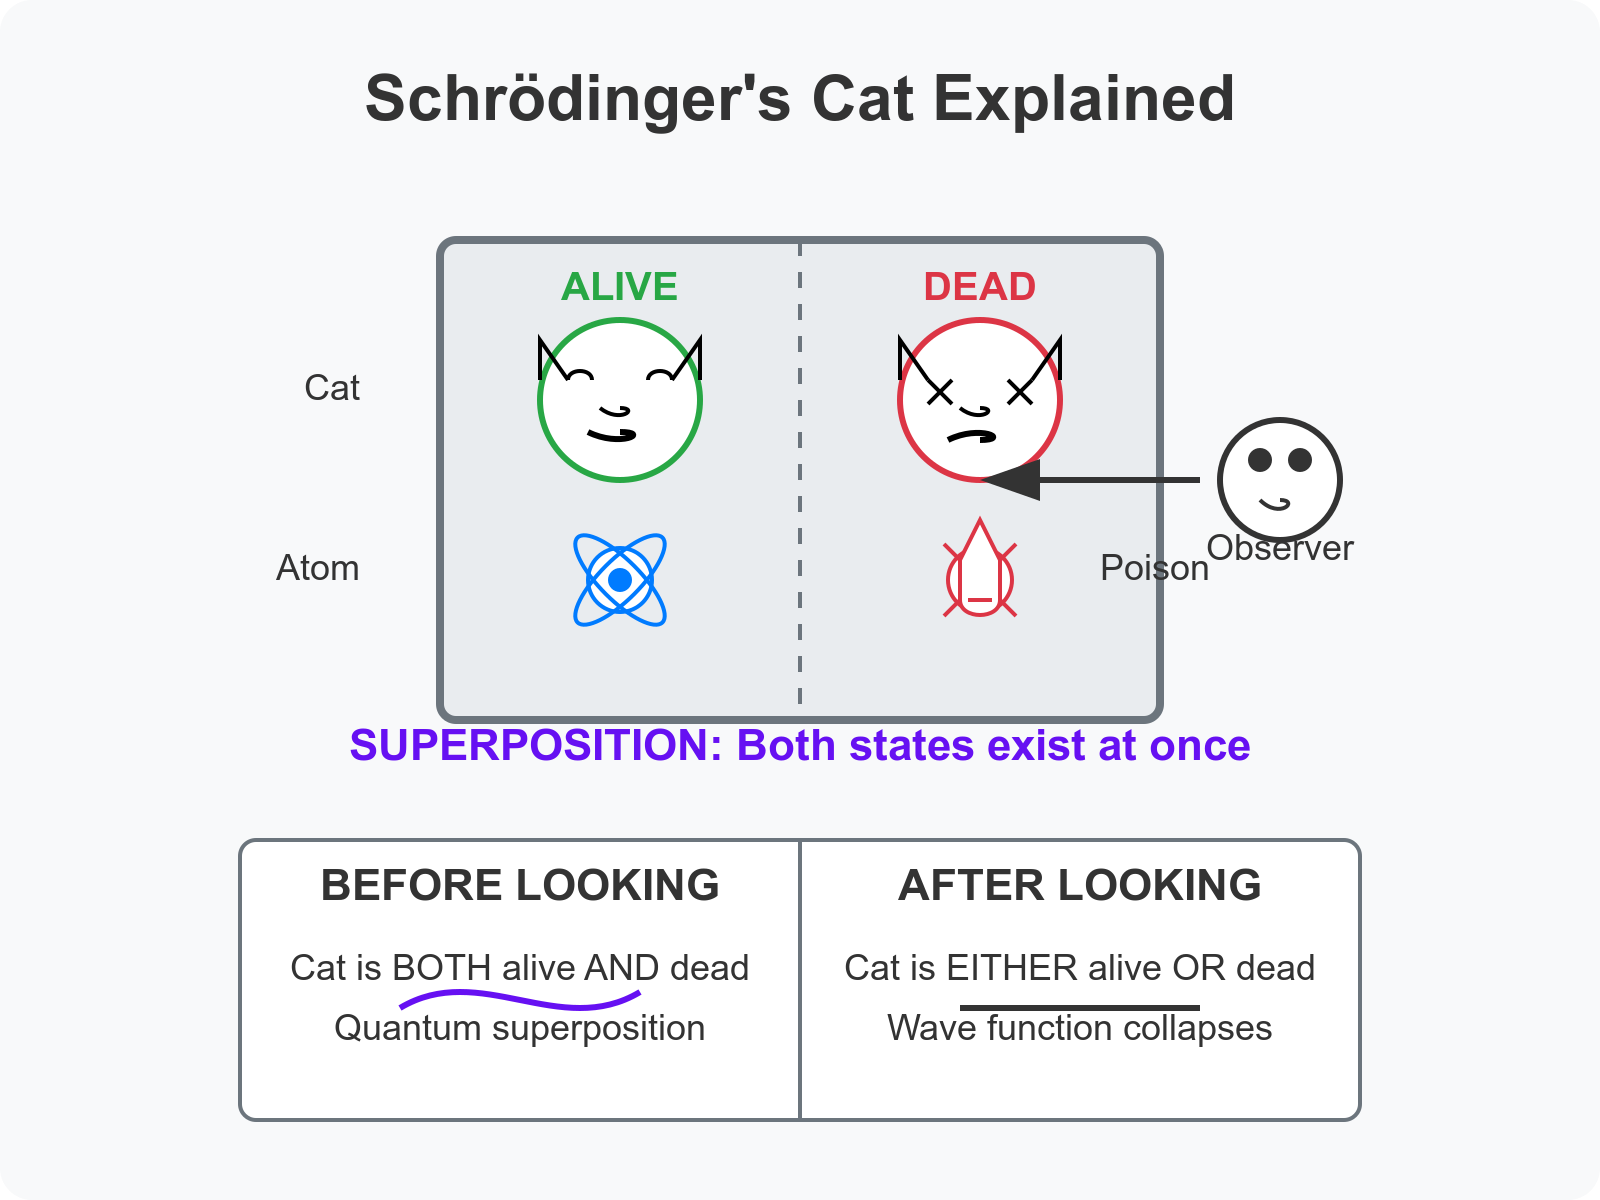 Schrödinger's Cat Explained
ALIVE
DEAD
Cat
Observer
Atom
Poison
SUPERPOSITION: Both states exist at once
BEFORE LOOKING
Cat is BOTH alive AND dead
Quantum superposition
AFTER LOOKING
Cat is EITHER alive OR dead
Wave function collapses